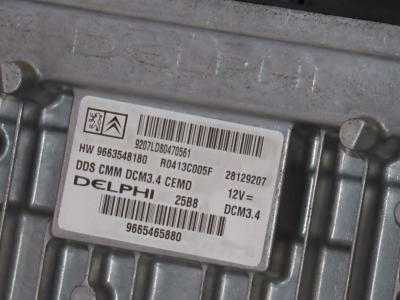 DELPHI
9207LD80470561
HW 9663548180 R0413C005F 28129207
DDS CMM DCM3.4 CEMO 12V=
DELPHI 25B8 DCM3.4
9665465880